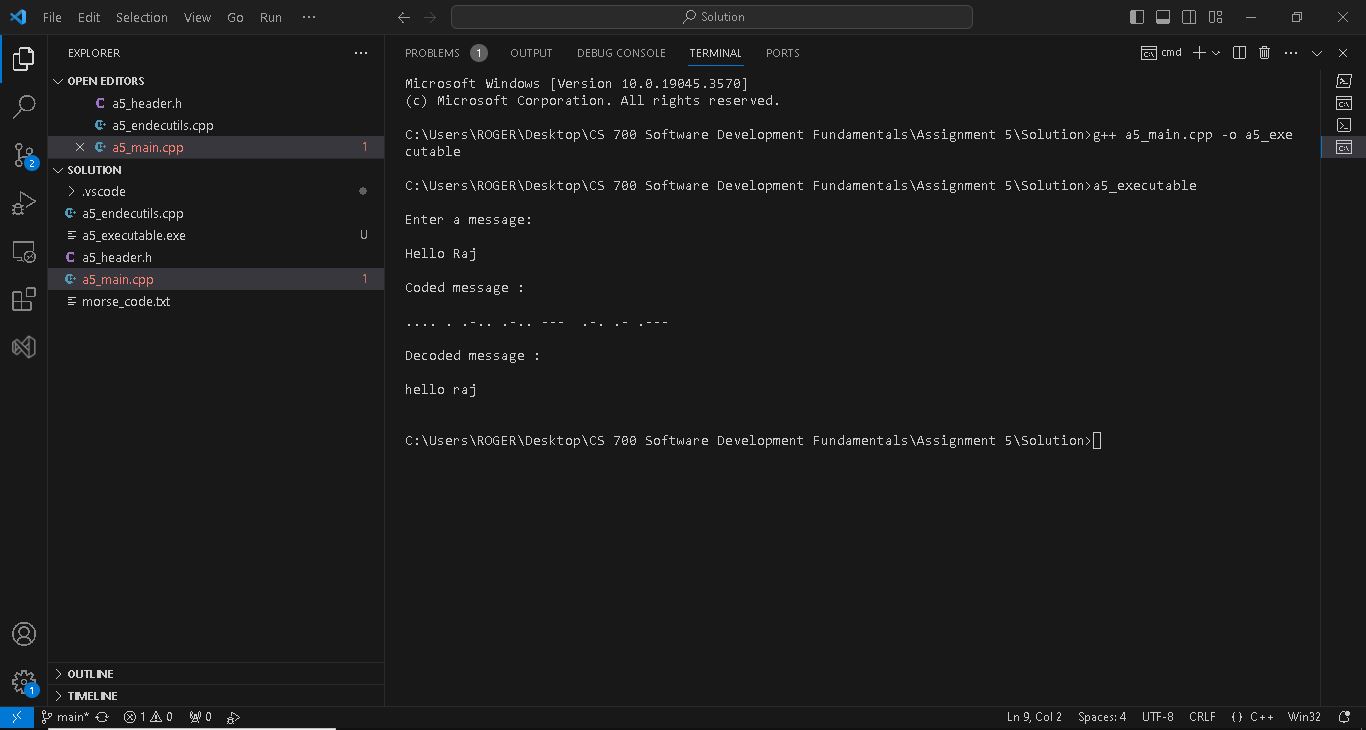 File Edit Selection View Go Run ··· Solution
EXPLORER ···
OPEN EDITORS
a5_header.h
a5_endecutils.cpp
a5_main.cpp 1
SOLUTION
.vscode
a5_endecutils.cpp
a5_executable.exe U
a5_header.h
a5_main.cpp 1
morse_code.txt
2
1
OUTLINE
TIMELINE
PROBLEMS 1 OUTPUT DEBUG CONSOLE TERMINAL PORTS cmd ···
Microsoft Windows [Version 10.0.19045.3570]
(c) Microsoft Corporation. All rights reserved.
C:\Users\ROGER\Desktop\CS 700 Software Development Fundamentals\Assignment 5\Solution>g++ a5_main.cpp -o a5_exe
cutable
C:\Users\ROGER\Desktop\CS 700 Software Development Fundamentals\Assignment 5\Solution>a5_executable
Enter a message:
Hello Raj
Coded message :
.... . .-.. .-.. ---  .-. .- .---
Decoded message :
hello raj
C:\Users\ROGER\Desktop\CS 700 Software Development Fundamentals\Assignment 5\Solution>
main* 1 0 0 Ln 9, Col 2 Spaces: 4 UTF-8 CRLF {} C++ Win32